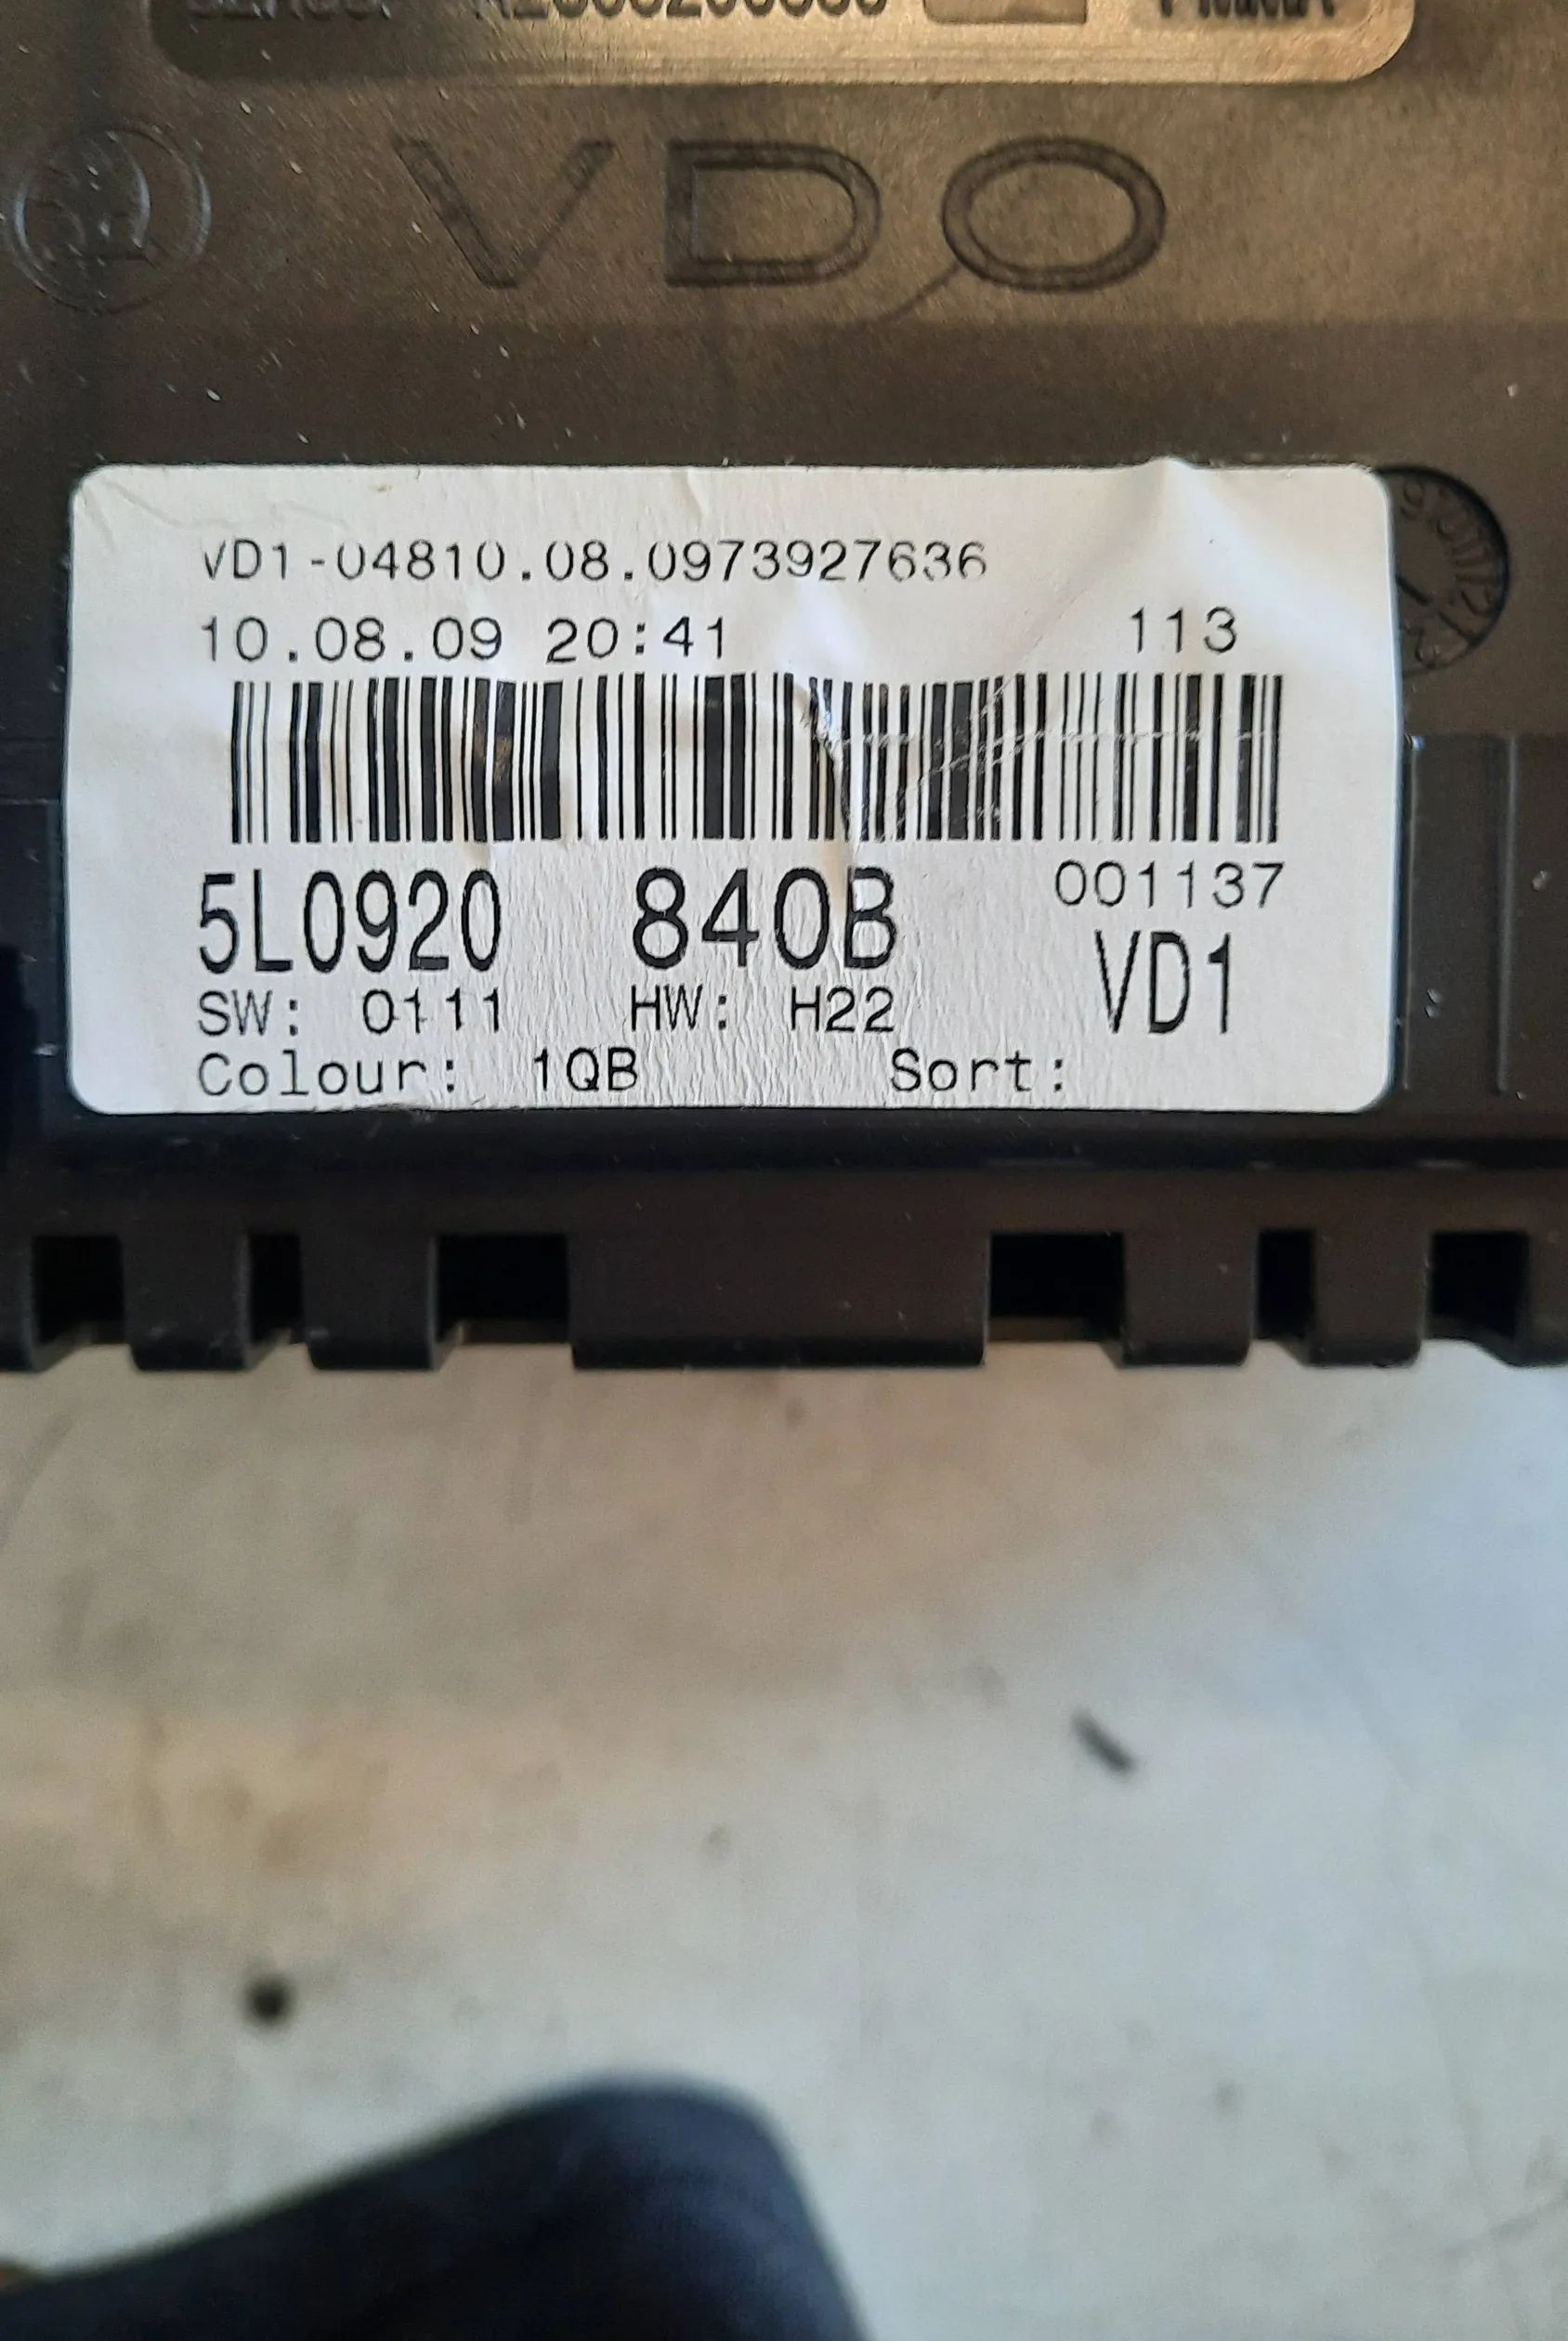 VDO
VD1-04810.08.0973927636
10.08.09 20:41 113
5L0920 840B 001137
VD1
SW: 0111 HW: H22
Colour: 1QB Sort: